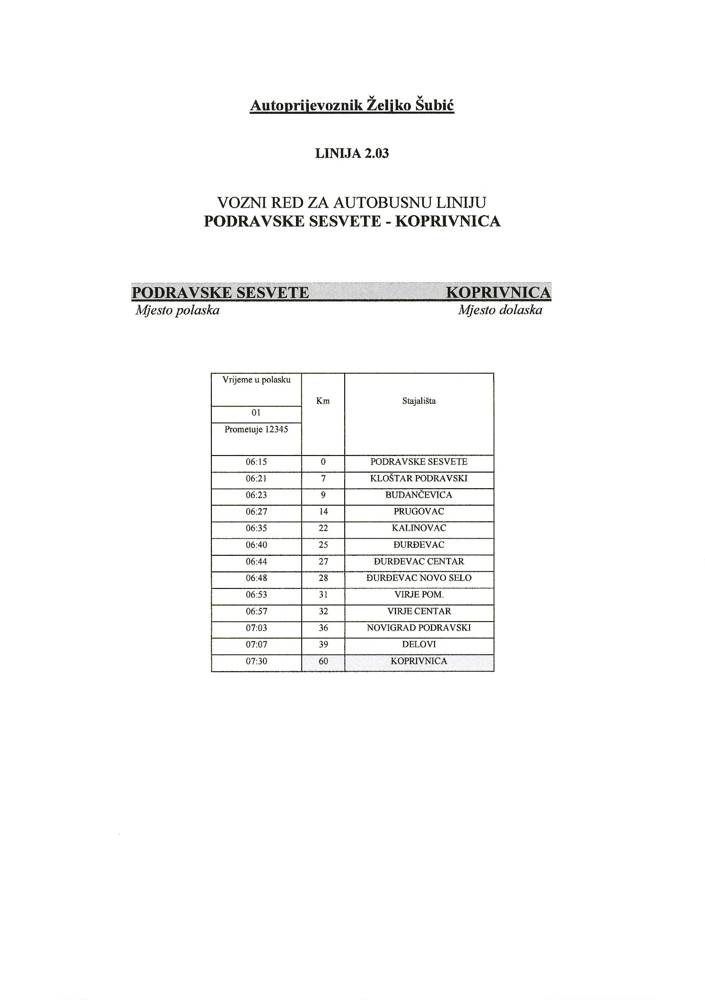 Autoprijevoznik Željko Šubić
LINIJA 2.03
VOZNI RED ZA AUTOBUSNU LINIJU
PODRAVSKE SESVETE - KOPRIVNICA
PODRAVSKE SESVETE KOPRIVNICA
Mjesto polaska Mjesto dolaska
Vrijeme u polasku
Km Stajališta
01
Prometuje 12345
06:15 0 PODRAVSKE SESVETE
06:21 7 KLOŠTAR PODRAVSKI
06:23 9 BUDANČEVICA
06:27 14 PRUGOVAC
06:35 22 KALINOVAC
06:40 25 ĐURĐEVAC
06:44 27 ĐURĐEVAC CENTAR
06:48 28 ĐURĐEVAC NOVO SELO
06:53 31 VIRJE POM.
06:57 32 VIRJE CENTAR
07:03 36 NOVIGRAD PODRAVSKI
07:07 39 DELOVI
07:30 60 KOPRIVNICA